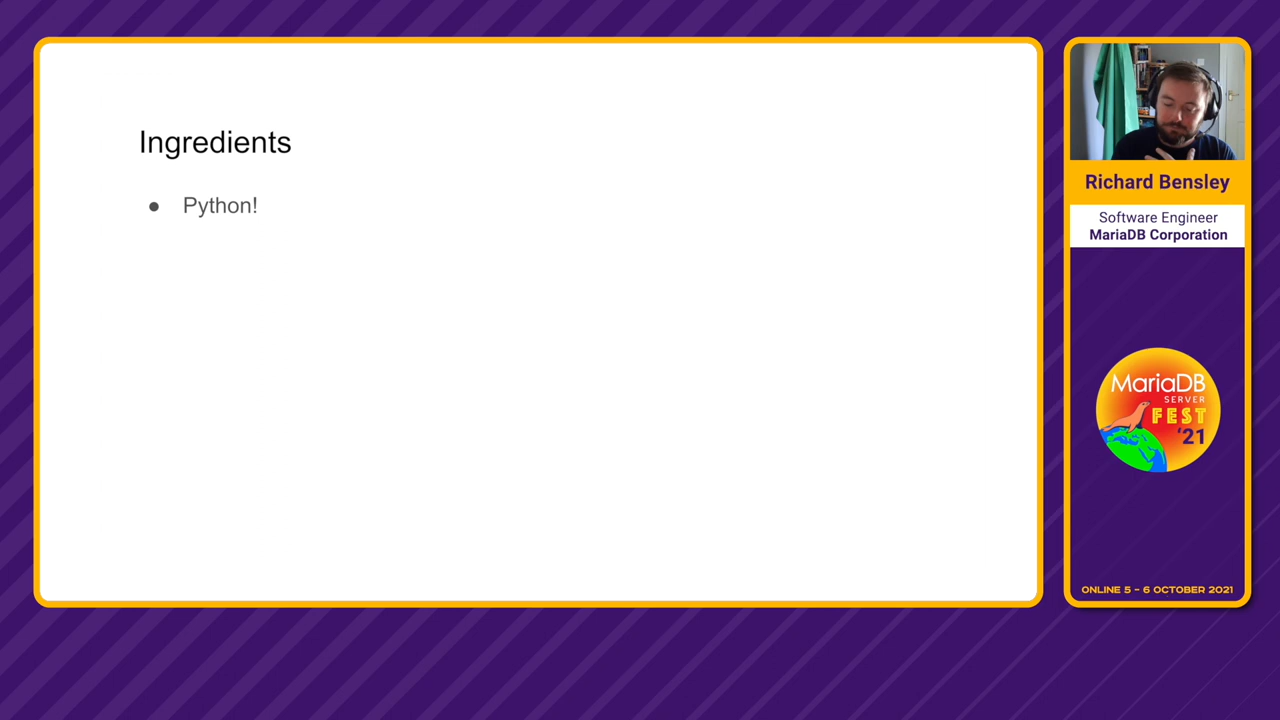 Ingredients
● Python!
Richard Bensley
Software Engineer
MariaDB Corporation
MariaDB
SERVER
FEST
'21
ONLINE 5 - 6 OCTOBER 2021